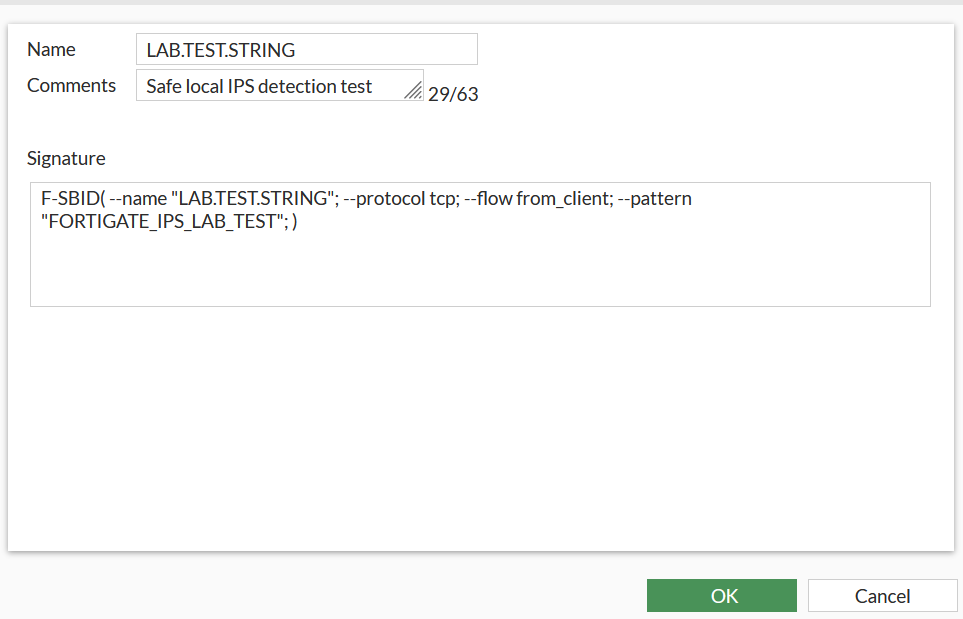 Name
LAB.TEST.STRING
Comments
Safe local IPS detection test
29/63
Signature
F-SBID( --name "LAB.TEST.STRING"; --protocol tcp; --flow from_client; --pattern
"FORTIGATE_IPS_LAB_TEST"; )
OK
Cancel